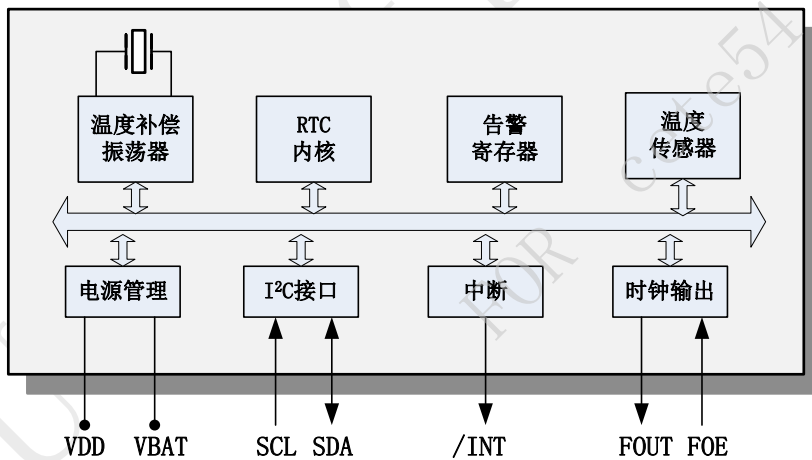 温度补偿
振荡器
RTC
内核
告警
寄存器
温度
传感器
电源管理
I²C接口
中断
时钟输出
VDD VBAT SCL SDA /INT FOUT FOE
FOR